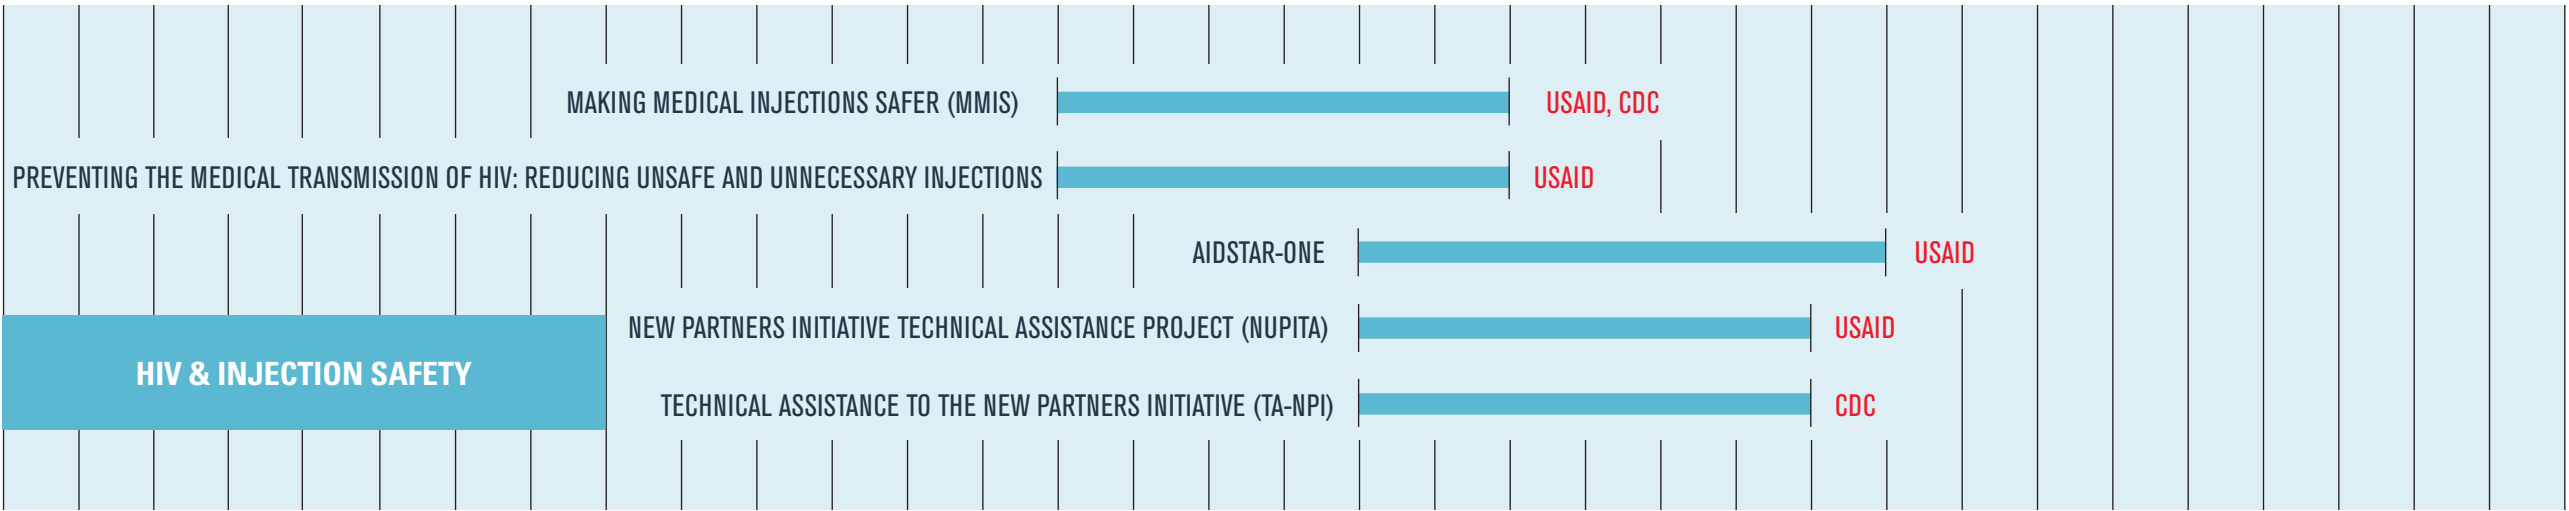 MAKING MEDICAL INJECTIONS SAFER (MMIS) USAID, CDC
PREVENTING THE MEDICAL TRANSMISSION OF HIV: REDUCING UNSAFE AND UNNECESSARY INJECTIONS USAID
AIDSTAR-ONE USAID
NEW PARTNERS INITIATIVE TECHNICAL ASSISTANCE PROJECT (NUPITA) USAID
HIV & INJECTION SAFETY
TECHNICAL ASSISTANCE TO THE NEW PARTNERS INITIATIVE (TA-NPI) CDC